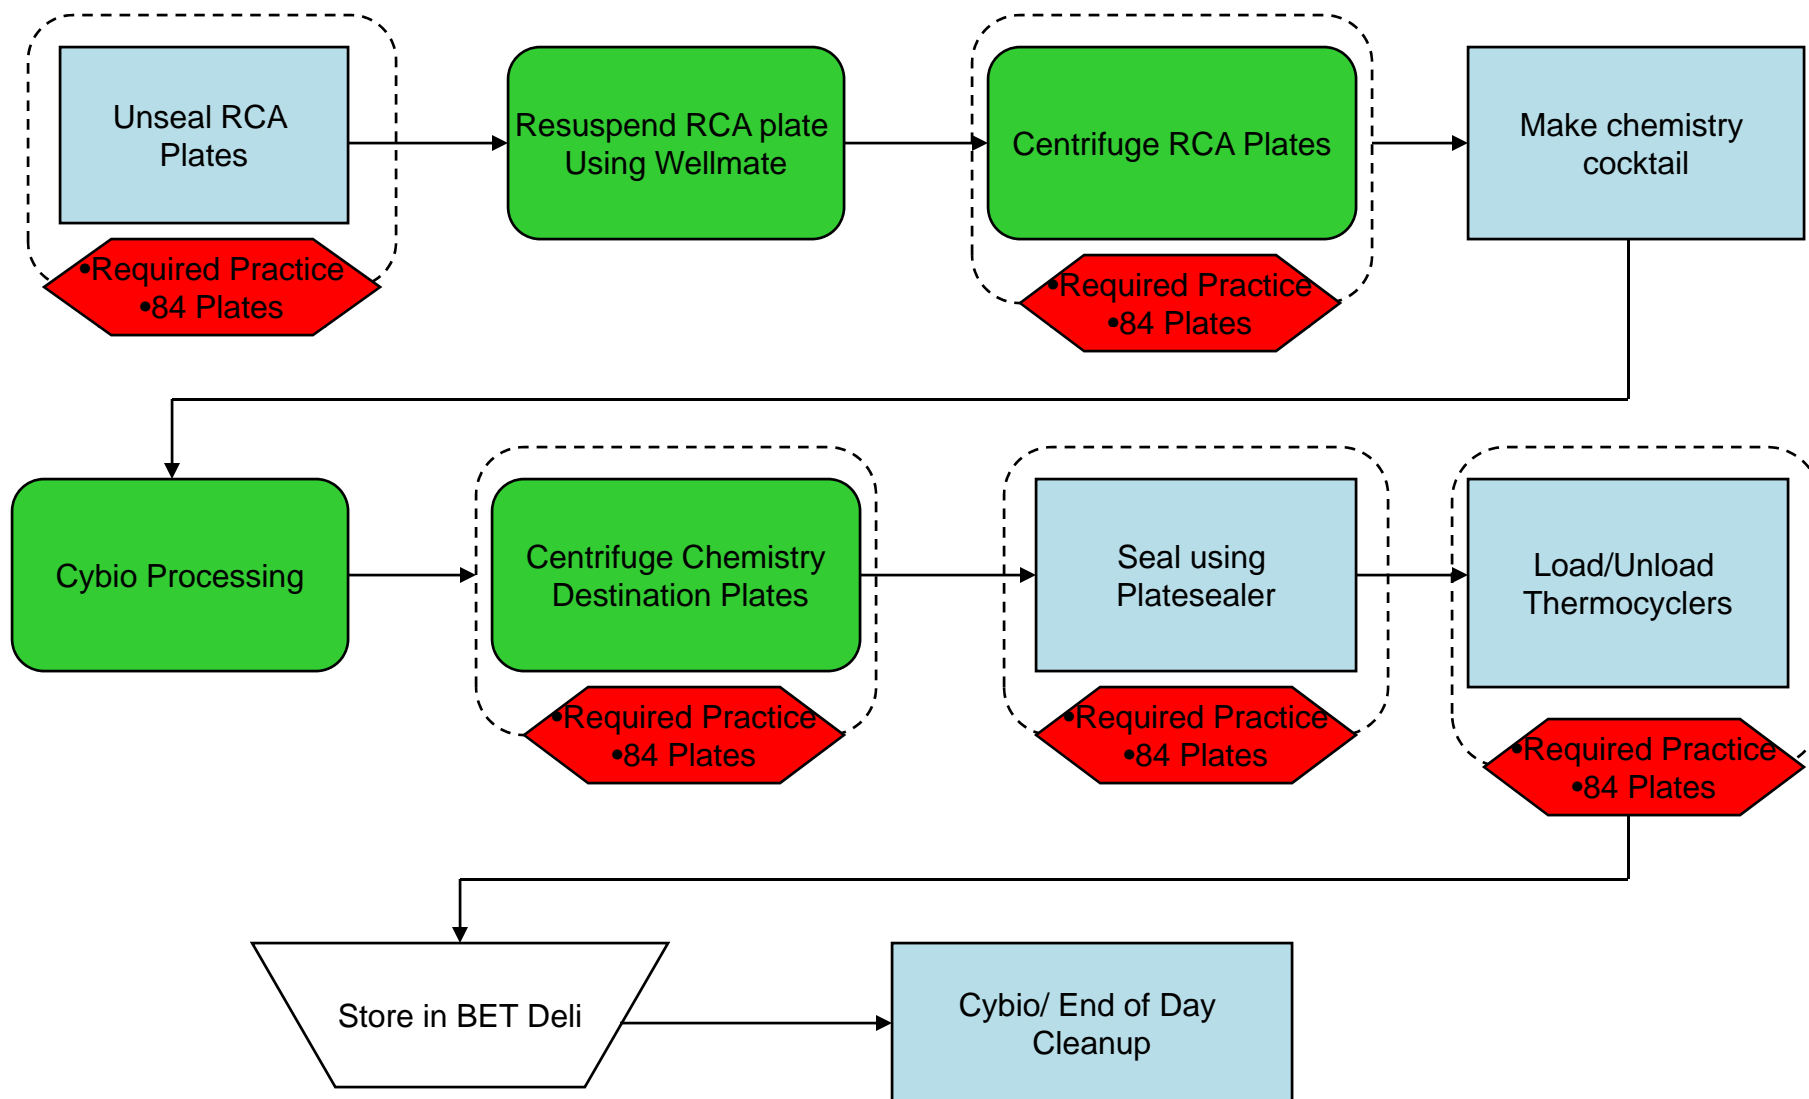 Unseal RCA
Plates
•Required Practice
•84 Plates
Resuspend RCA plate
Using Wellmate
Centrifuge RCA Plates
•Required Practice
•84 Plates
Make chemistry
cocktail
Cybio Processing
Centrifuge Chemistry
Destination Plates
•Required Practice
•84 Plates
Seal using
Platesealer
•Required Practice
•84 Plates
Load/Unload
Thermocyclers
•Required Practice
•84 Plates
Store in BET Deli
Cybio/ End of Day
Cleanup